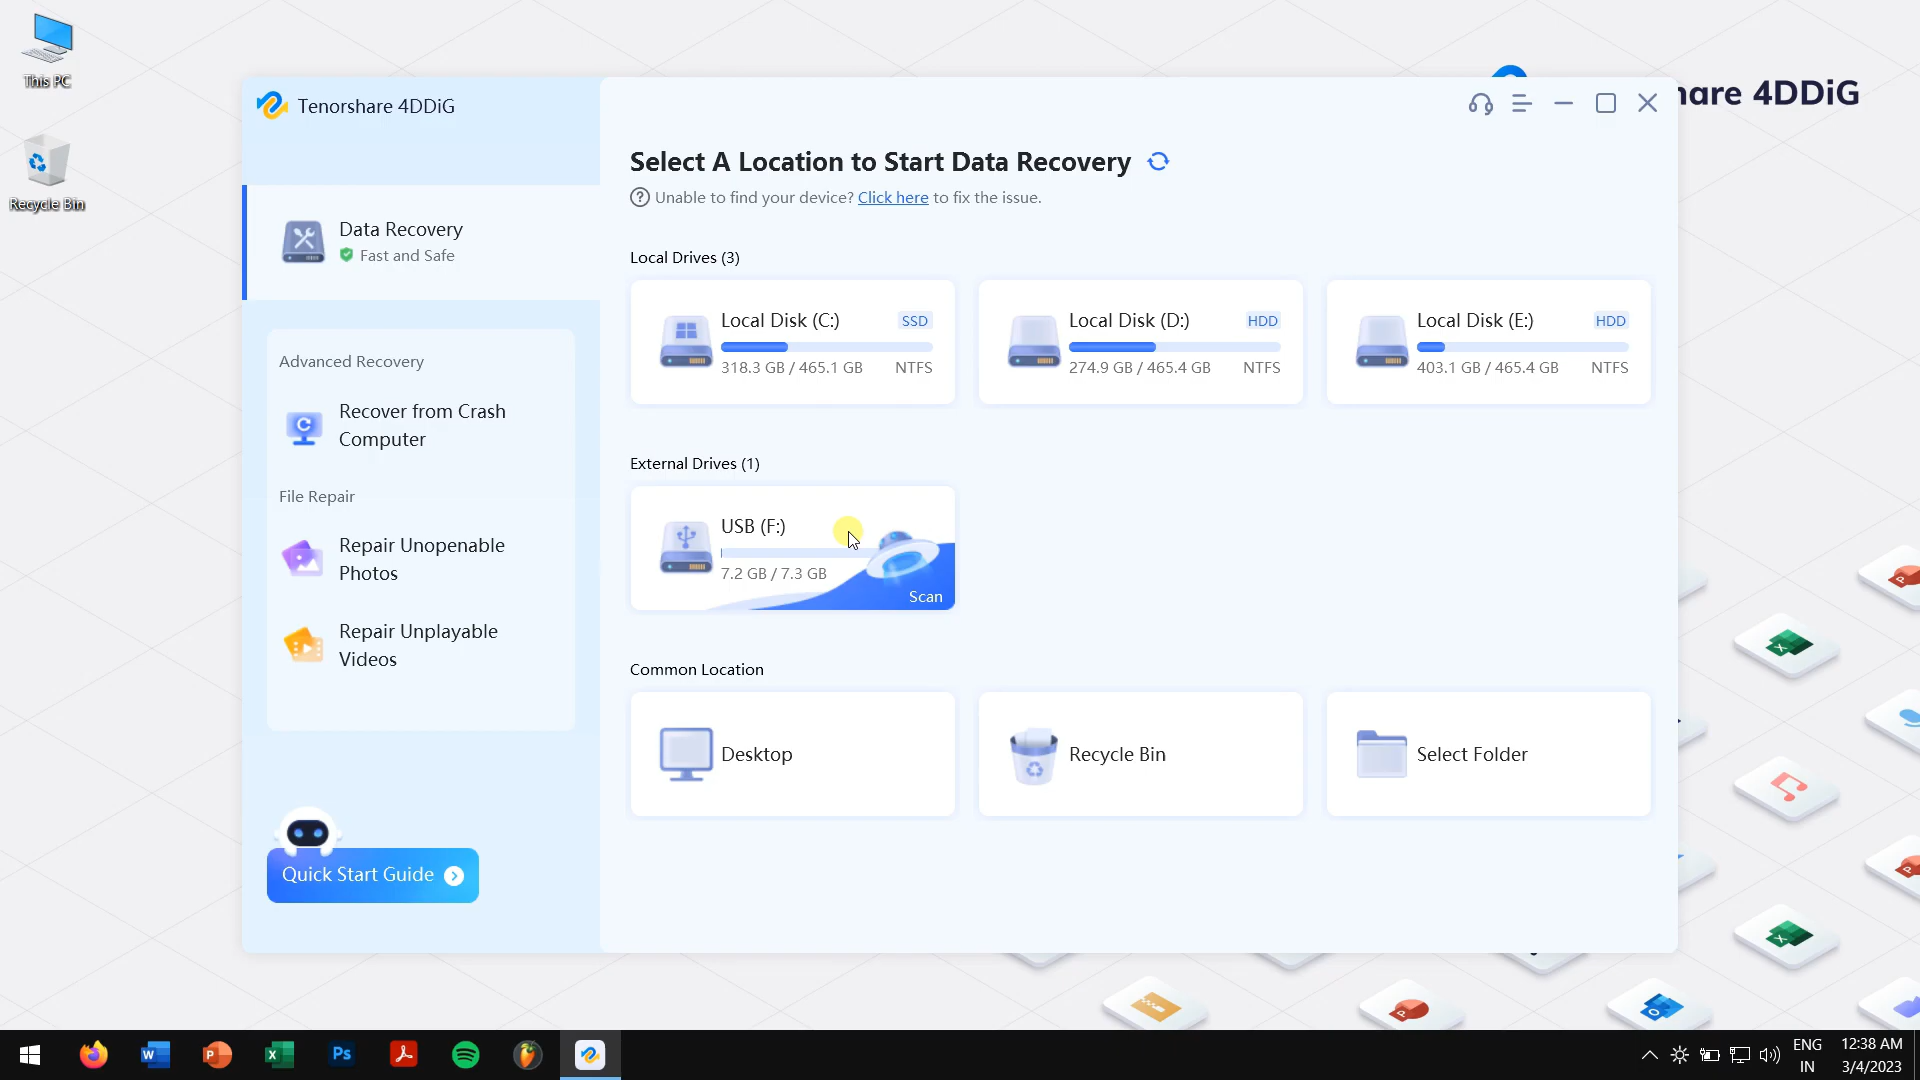 This PC
Recycle Bin
Tenorshare 4DDiG
hare 4DDiG
Data Recovery
Fast and Safe
Advanced Recovery
Recover from Crash
Computer
File Repair
Repair Unopenable
Photos
Repair Unplayable
Videos
Quick Start Guide
Select A Location to Start Data Recovery
Unable to find your device? Click here to fix the issue.
Local Drives (3)
Local Disk (C:) SSD
318.3 GB / 465.1 GB NTFS
Local Disk (D:) HDD
274.9 GB / 465.4 GB NTFS
Local Disk (E:) HDD
403.1 GB / 465.4 GB NTFS
External Drives (1)
USB (F:)
7.2 GB / 7.3 GB
Scan
Common Location
Desktop
Recycle Bin
Select Folder
ENG
IN
12:38 AM
3/4/2023